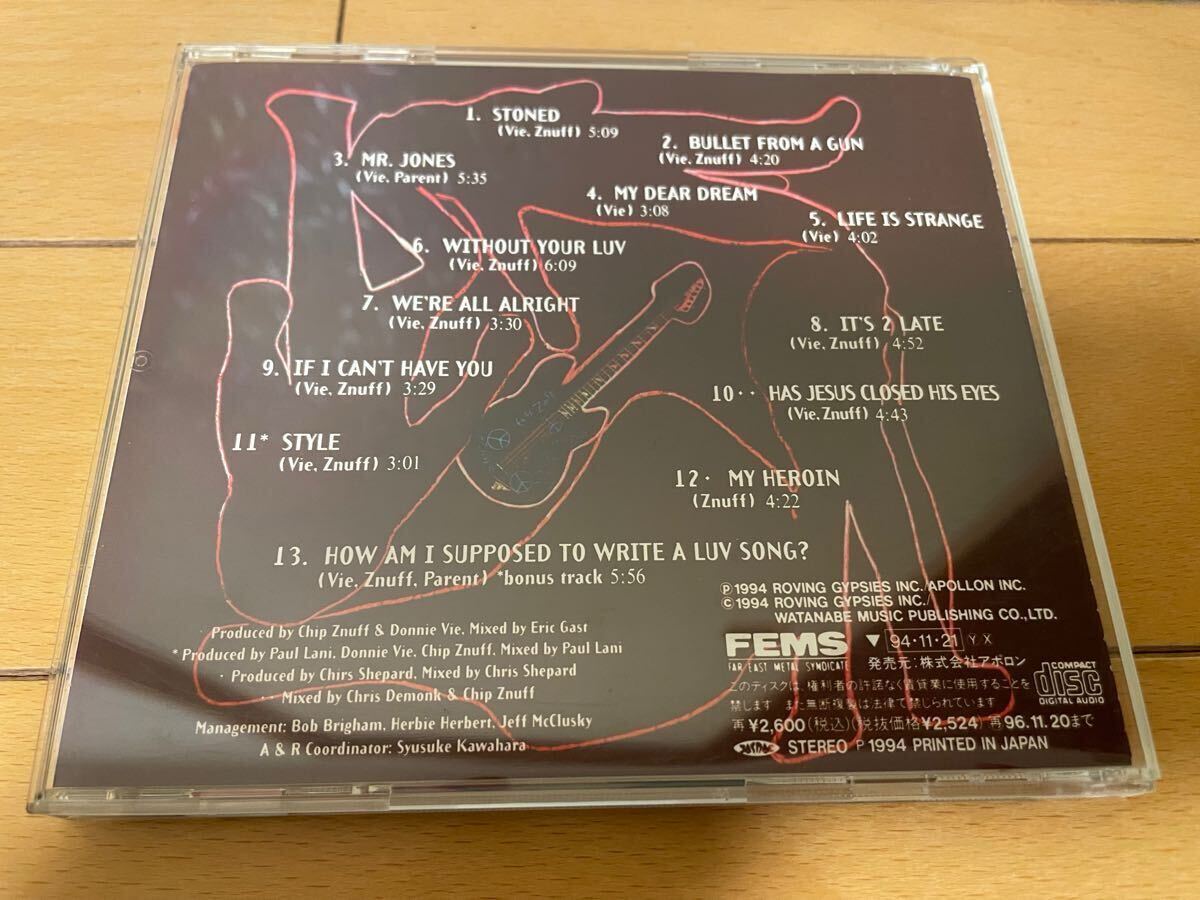 1. STONED
(Vie, Znuff) 5:09
2. BULLET FROM A GUN
(Vie, Znuff) 4:20
3. MR. JONES
(Vie, Parent) 5:35
4. MY DEAR DREAM
(Vie) 3:08
5. LIFE IS STRANGE
(Vie) 4:02
6. WITHOUT YOUR LUV
(Vie, Znuff) 6:09
7. WE'RE ALL ALRIGHT
(Vie, Znuff) 3:30
8. IT'S 2 LATE
(Vie, Znuff) 4:52
9. IF I CAN'T HAVE YOU
(Vie, Znuff) 3:29
10·· HAS JESUS CLOSED HIS EYES
(Vie, Znuff) 4:43
11* STYLE
(Vie, Znuff) 3:01
12· MY HEROIN
(Znuff) 4:22
13. HOW AM I SUPPOSED TO WRITE A LUV SONG?
(Vie, Znuff, Parent) *bonus track 5:56
Produced by Chip Znuff & Donnie Vie, Mixed by Eric Gast
* Produced by Paul Lani, Donnie Vie, Chip Znuff, Mixed by Paul Lani
· Produced by Chirs Shepard, Mixed by Chris Shepard
·· Mixed by Chris Demonk & Chip Znuff
Management: Bob Brigham, Herbie Herbert, Jeff McClusky
A & R Coordinator: Syusuke Kawahara
Ⓟ1994 ROVING GYPSIES INC./APOLLON INC.
©1994 ROVING GYPSIES INC./
WATANABE MUSIC PUBLISHING CO.,LTD.
FEMS ▼ 94·11·21 Y X
FAR EAST METAL SYNDICATE 発売元:株式会社アポロン
このディスクは、権利者の許諾なく賃貸業に使用することを
禁じます また無断複製は法律で禁じられています
再¥2,600(税込)(税抜価格¥2,524)再96.11.20まで
STEREO P 1994 PRINTED IN JAPAN
COMPACT
disc
DIGITAL AUDIO